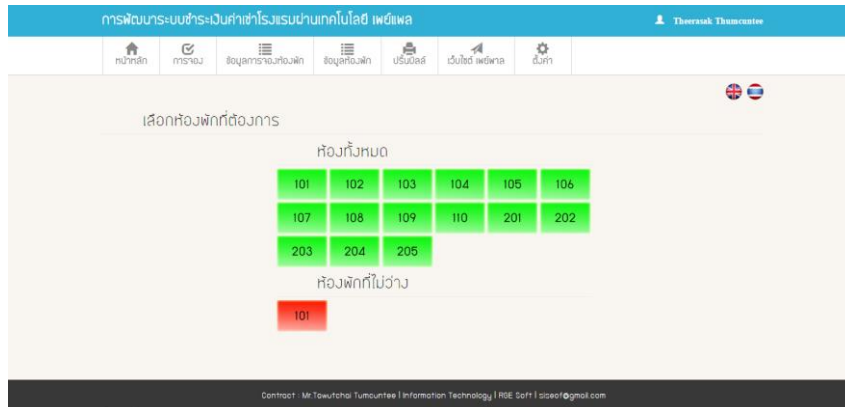 การพัฒนาระบบชำระเงินค่าเช่าโรงแรมผ่านเทคโนโลยี เพย์แพล
Theerasak Thumcuntee
หน้าหลัก การจอง ข้อมูลการจองห้องพัก ข้อมูลห้องพัก ปริ้นบิลล์ เว็บไซต์ เพย์พาล ตั้งค่า
เลือกห้องพักที่ต้องการ
ห้องทั้งหมด
101 102 103 104 105 106
107 108 109 110 201 202
203 204 205
ห้องพักที่ไม่ว่าง
101
Contract : Mr.Tawutchai Tumcuntee | Information Technology | RGE Soft | siseof@gmail.com